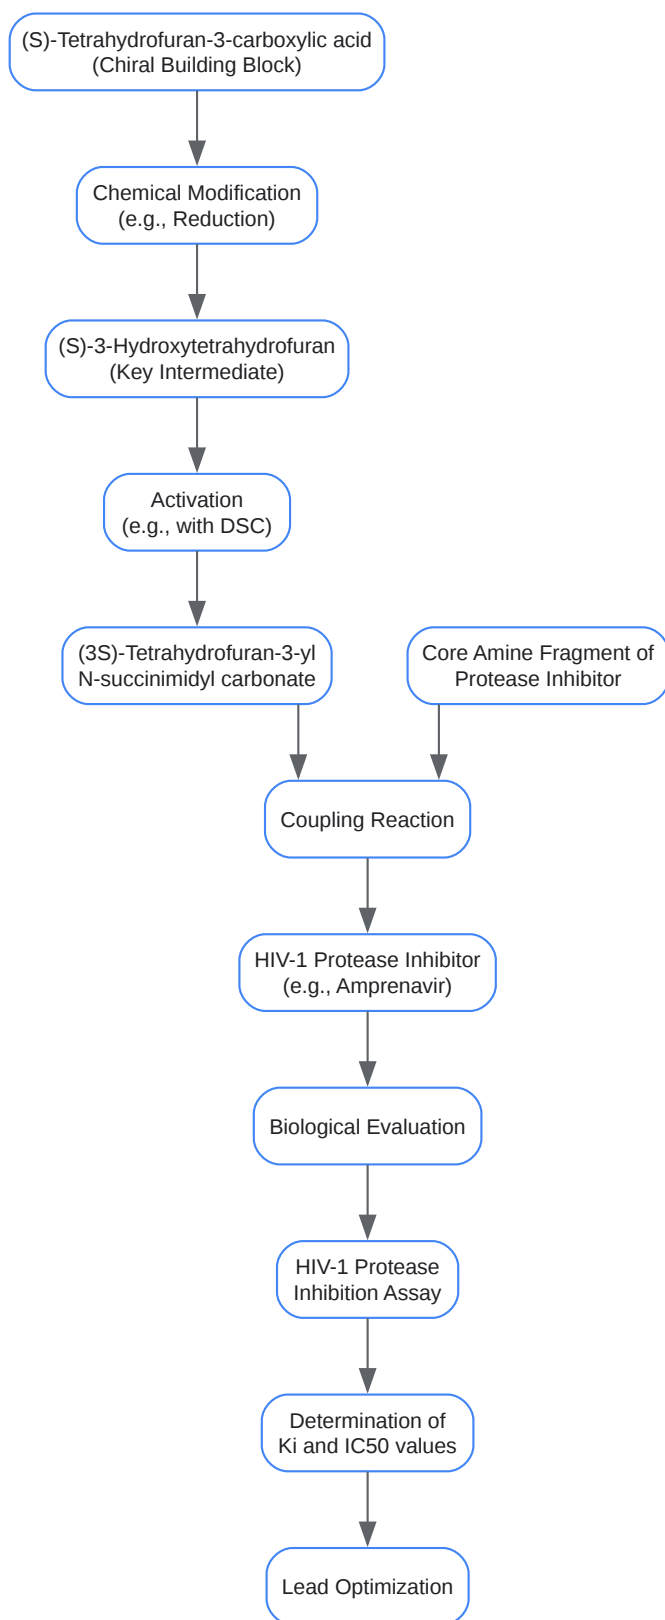 (S)-Tetrahydrofuran-3-carboxylic acid
(Chiral Building Block)
Chemical Modification
(e.g., Reduction)
(S)-3-Hydroxytetrahydrofuran
(Key Intermediate)
Activation
(e.g., with DSC)
(3S)-Tetrahydrofuran-3-yl
N-succinimidyl carbonate
Core Amine Fragment of
Protease Inhibitor
Coupling Reaction
HIV-1 Protease Inhibitor
(e.g., Amprenavir)
Biological Evaluation
HIV-1 Protease
Inhibition Assay
Determination of
Ki and IC50 values
Lead Optimization